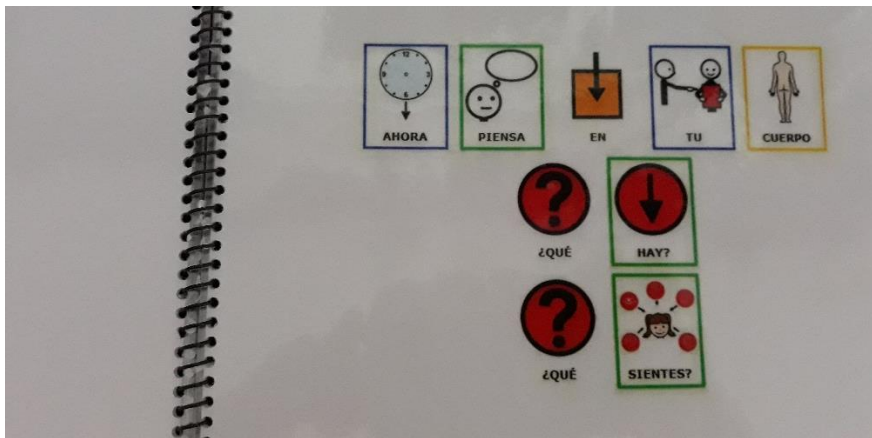 AHORA PIENSA EN TU CUERPO
¿QUÉ HAY?
¿QUÉ SIENTES?